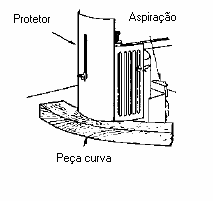 Protetor
Aspiração
Peça curva